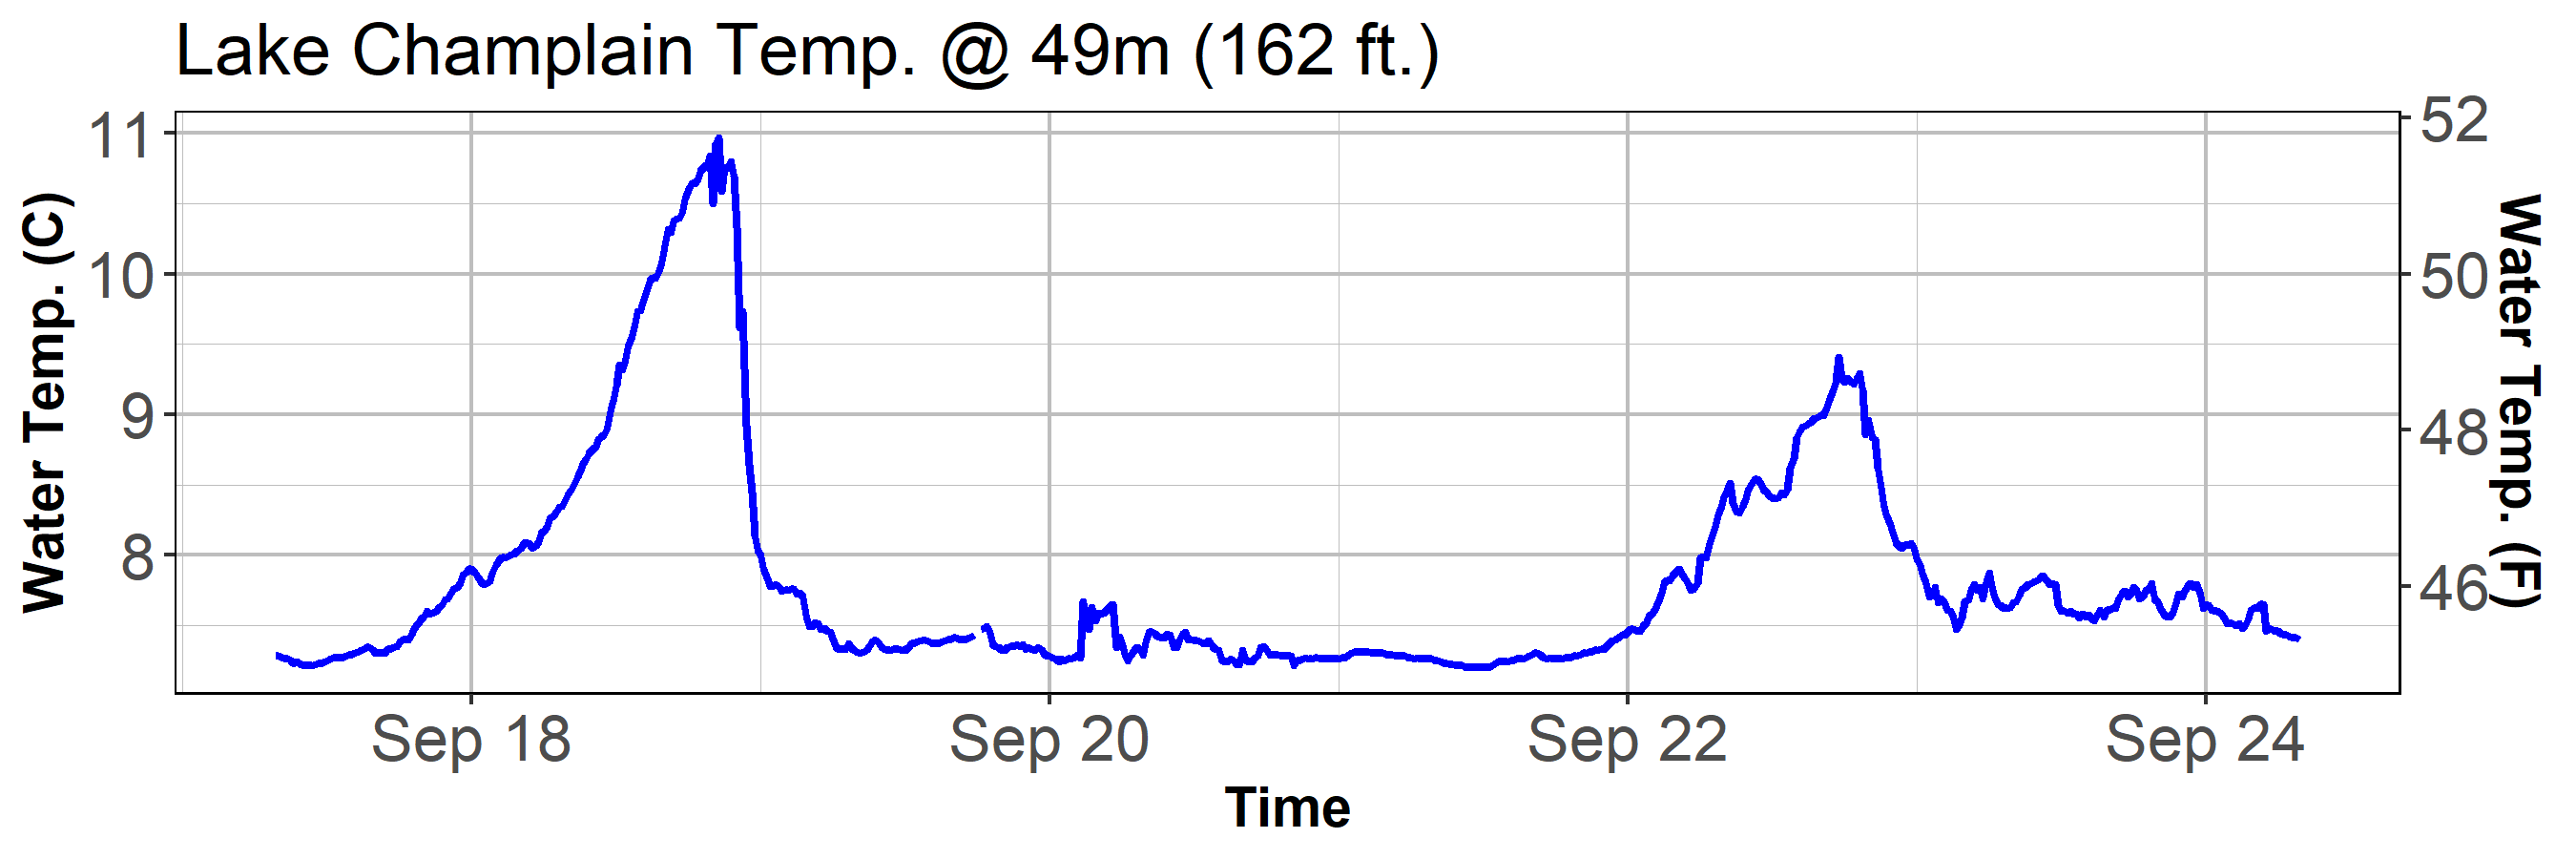 Lake Champlain Temp. @ 49m (162 ft.)
Water Temp. (C)
11
10
9
8
52
50
48
46
Water Temp. (F)
Sep 18 Sep 20 Sep 22 Sep 24
Time